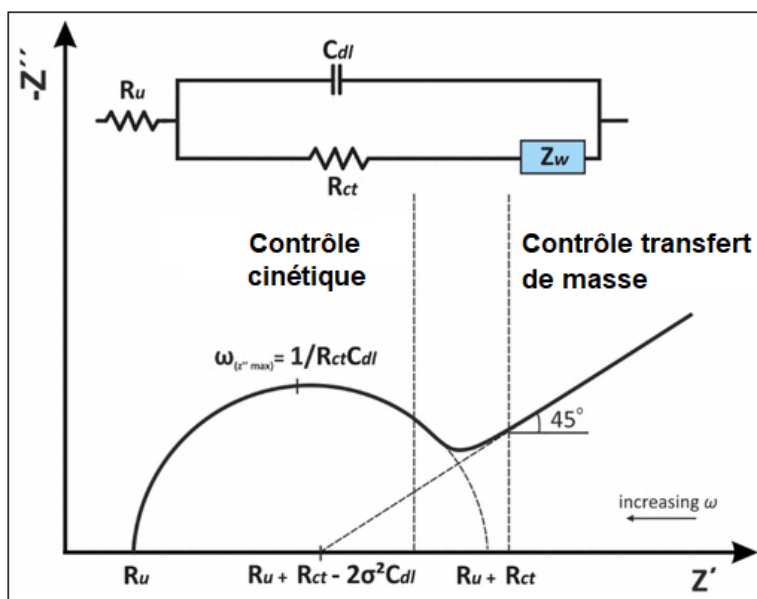 -Z″
Cdl
Ru
Zw
Rct
Contrôle
cinétique
Contrôle transfert
de masse
ω(z″ max) = 1/RctCdl
45°
increasing ω
Ru
Ru + Rct - 2σ²Cdl
Ru + Rct
Z′